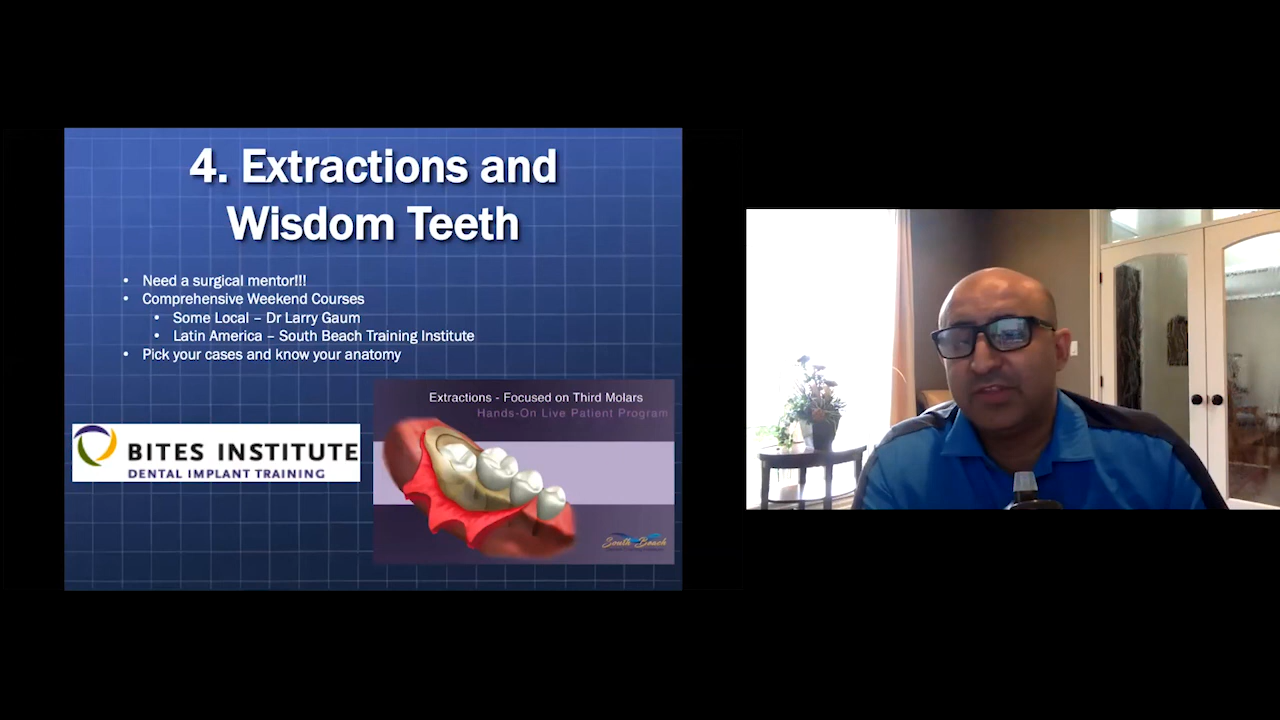 4. Extractions and
Wisdom Teeth
• Need a surgical mentor!!!
• Comprehensive Weekend Courses
• Some Local – Dr Larry Gaum
• Latin America – South Beach Training Institute
• Pick your cases and know your anatomy
Extractions - Focused on Third Molars
Hands-On Live Patient Program
BITES INSTITUTE
DENTAL IMPLANT TRAINING
South Beach